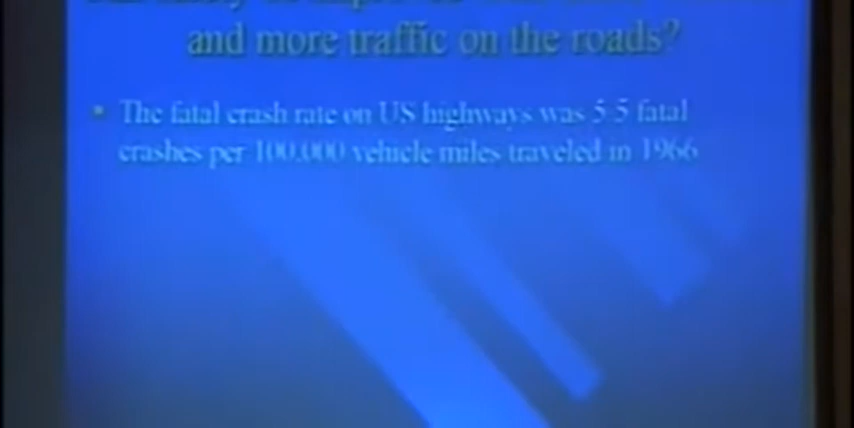 and more traffic on the roads?
• The fatal crash rate on US highways was 5.5 fatal
crashes per 100,000 vehicle miles traveled in 1966